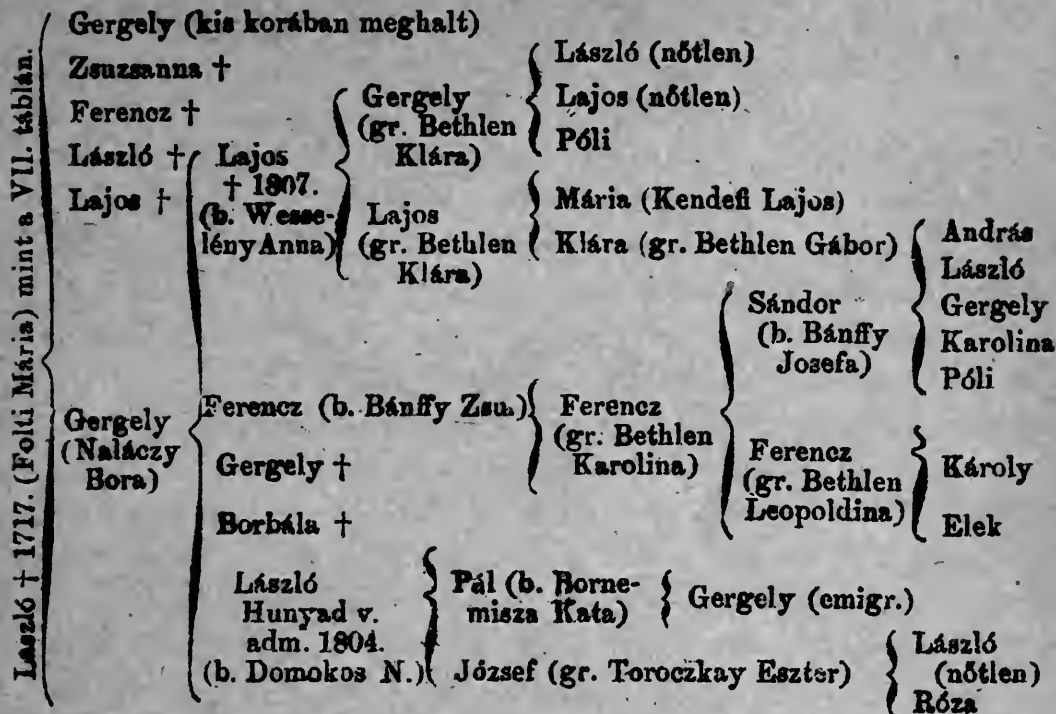 László † 1717. (Folti Mária) mint a VII. táblán.
Gergely (kis korában meghalt)
Zsuzsanna †
Ferencz †
László †
Lajos †
Gergely
(Naláczy
Bora)
Lajos
† 1807.
(b. Wesse-
lény Anna)
Gergely
(gr. Bethlen
Klára)
László (nőtlen)
Lajos (nőtlen)
Póli
Lajos
(gr. Bethlen
Klára)
Mária (Kendefi Lajos)
Klára (gr. Bethlen Gábor)
Ferencz (b. Bánffy Zsu.)
Ferencz
(gr. Bethlen
Karolina)
Sándor
(b. Bánffy
Josefa)
András
László
Gergely
Karolina
Póli
Ferencz
(gr. Bethlen
Leopoldina)
Károly
Elek
Gergely †
Borbála †
László
Hunyad v.
adm. 1804.
(b. Domokos N.)
Pál (b. Borne-
misza Kata)
Gergely (emigr.)
József (gr. Toroczkay Eszter)
László
(nőtlen)
Róza